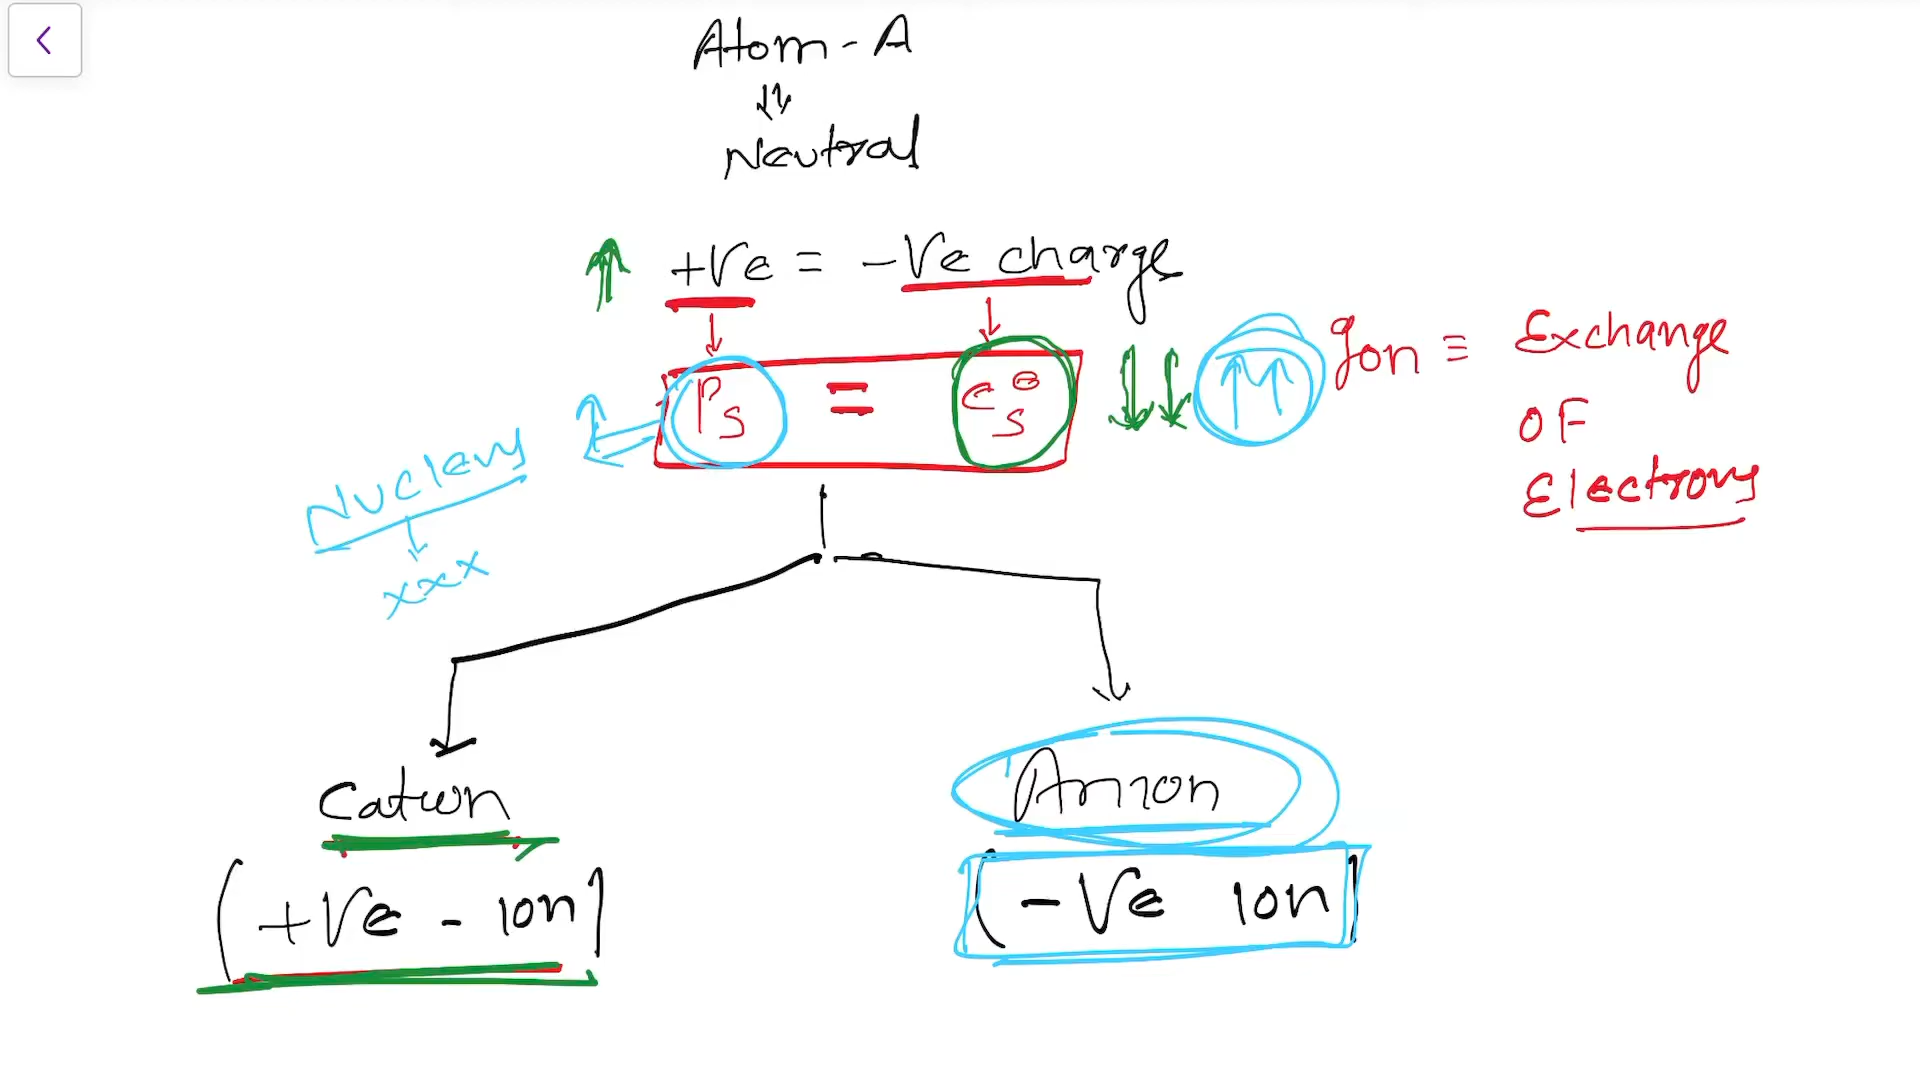 Atom - A
Neutral
+Ve = -Ve charge
Ps = e⊖s
Ion ≡ Exchange
OF
Electrons
Nucleus
xxx
Cation
(+Ve - ion)
Anion
(-Ve ion)